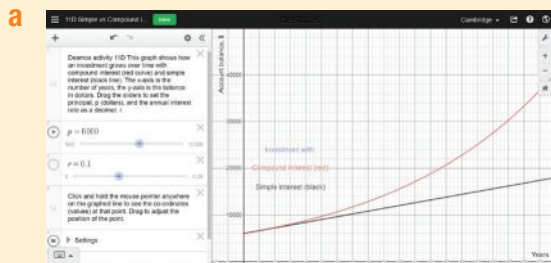 a
11D Simple vs Compound I...
Save
Cambridge
Desmos activity 11D This graph shows how
an investment grows over time with
compound interest (red curve) and simple
interest (black line). The x-axis is the
number of years, the y-axis is the balance
in dollars. Drag the sliders to set the
principal, p (dollars), and the annual interest
rate as a decimal, r.
p = 6000
r = 0.1
Click and hold the mouse pointer anywhere
on the graphed line to see the co-ordinates
(values) at that point. Drag to adjust the
position of the point.
Settings
Account balance, $
40000
30000
20000
10000
Investment with:
Compound interest (red)
Simple interest (black)
Years